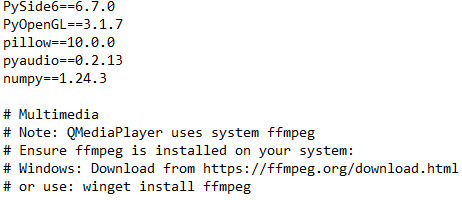 PySide6==6.7.0
PyOpenGL==3.1.7
pillow==10.0.0
pyaudio==0.2.13
numpy==1.24.3

# Multimedia
# Note: QMediaPlayer uses system ffmpeg
# Ensure ffmpeg is installed on your system:
# Windows: Download from https://ffmpeg.org/download.html
# or use: winget install ffmpeg